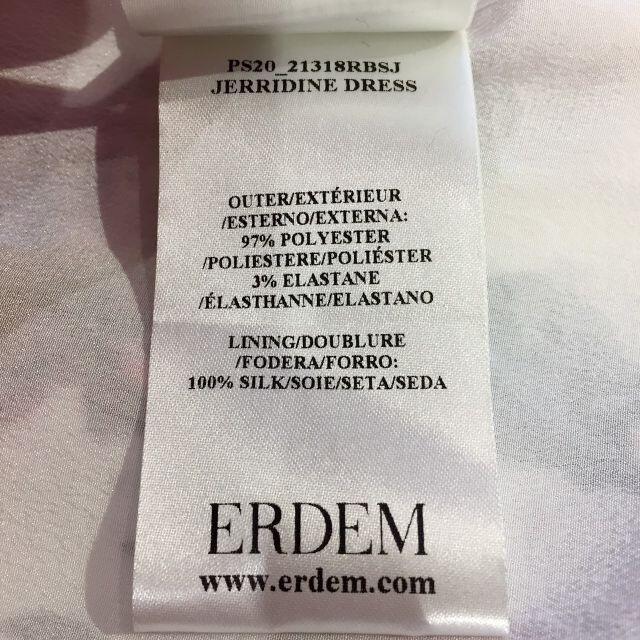 PS20_21318RBSJ
JERRIDINE DRESS
OUTER/EXTÉRIEUR
/ESTERNO/EXTERNA:
97% POLYESTER
/POLIESTERE/POLIÉSTER
3% ELASTANE
/ÉLASTHANNE/ELASTANO
LINING/DOUBLURE
/FODERA/FORRO:
100% SILK/SOIE/SETA/SEDA
ERDEM
www.erdem.com